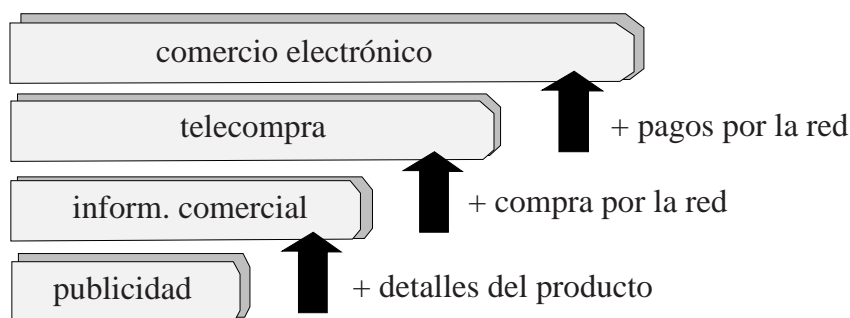 comercio electrónico
telecompra
+ pagos por la red
inform. comercial
+ compra por la red
publicidad
+ detalles del producto